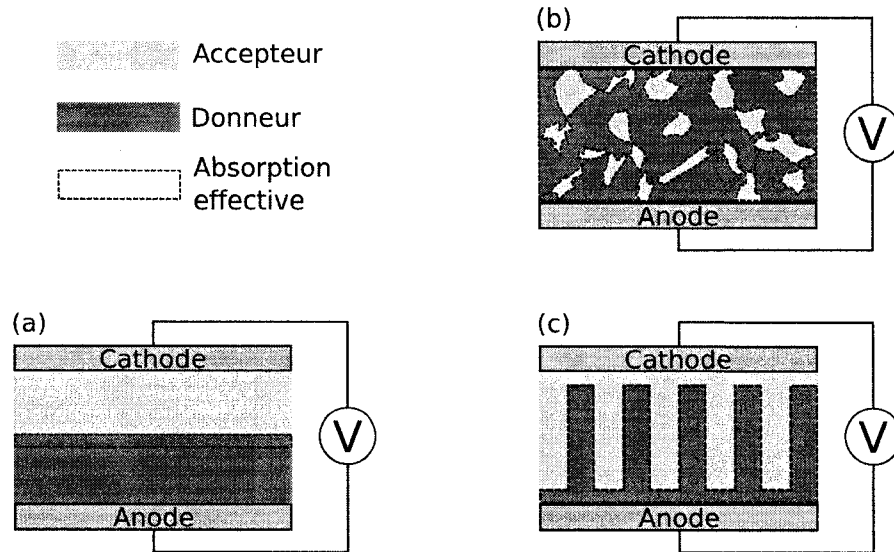 Accepteur
Donneur
Absorption
effective
(b)
Cathode
V
Anode
(a)
Cathode
V
Anode
(c)
Cathode
V
Anode